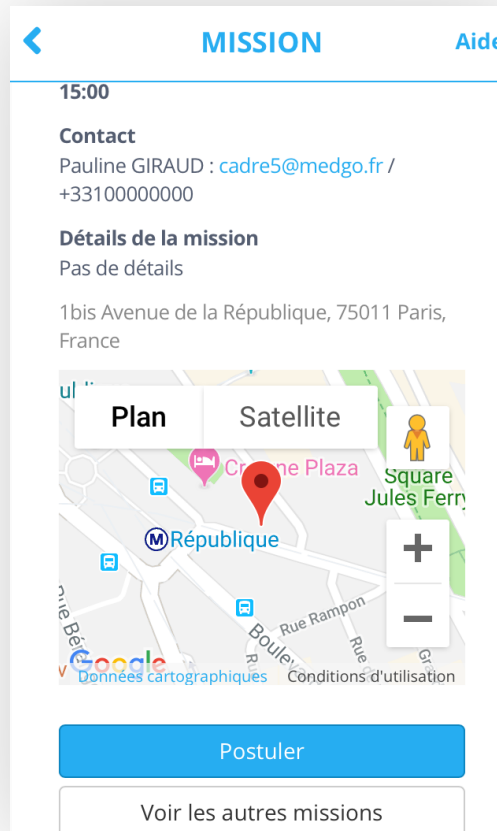 MISSION
Aide
15:00
Contact
Pauline GIRAUD : cadre5@medgo.fr /
+33100000000
Détails de la mission
Pas de détails
1bis Avenue de la République, 75011 Paris,
France
Plan
Satellite
Plaza
Square
Jules Ferry
M République
Rue Rampon
Google
Données cartographiques
Conditions d'utilisation
Postuler
Voir les autres missions